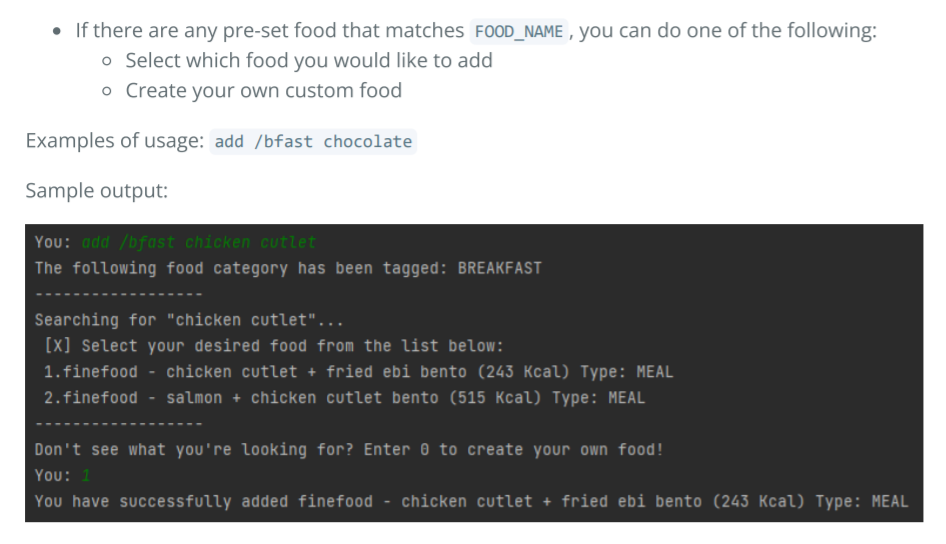 If there are any pre-set food that matches FOOD_NAME, you can do one of the following:
Select which food you would like to add
Create your own custom food
Examples of usage: add /bfast chocolate
Sample output:
You: add /bfast chicken cutlet
The following food category has been tagged: BREAKFAST
------------------
Searching for "chicken cutlet"...
[X] Select your desired food from the list below:
1.finefood - chicken cutlet + fried ebi bento (243 Kcal) Type: MEAL
2.finefood - salmon + chicken cutlet bento (515 Kcal) Type: MEAL
------------------
Don't see what you're looking for? Enter 0 to create your own food!
You: 1
You have successfully added finefood - chicken cutlet + fried ebi bento (243 Kcal) Type: MEAL